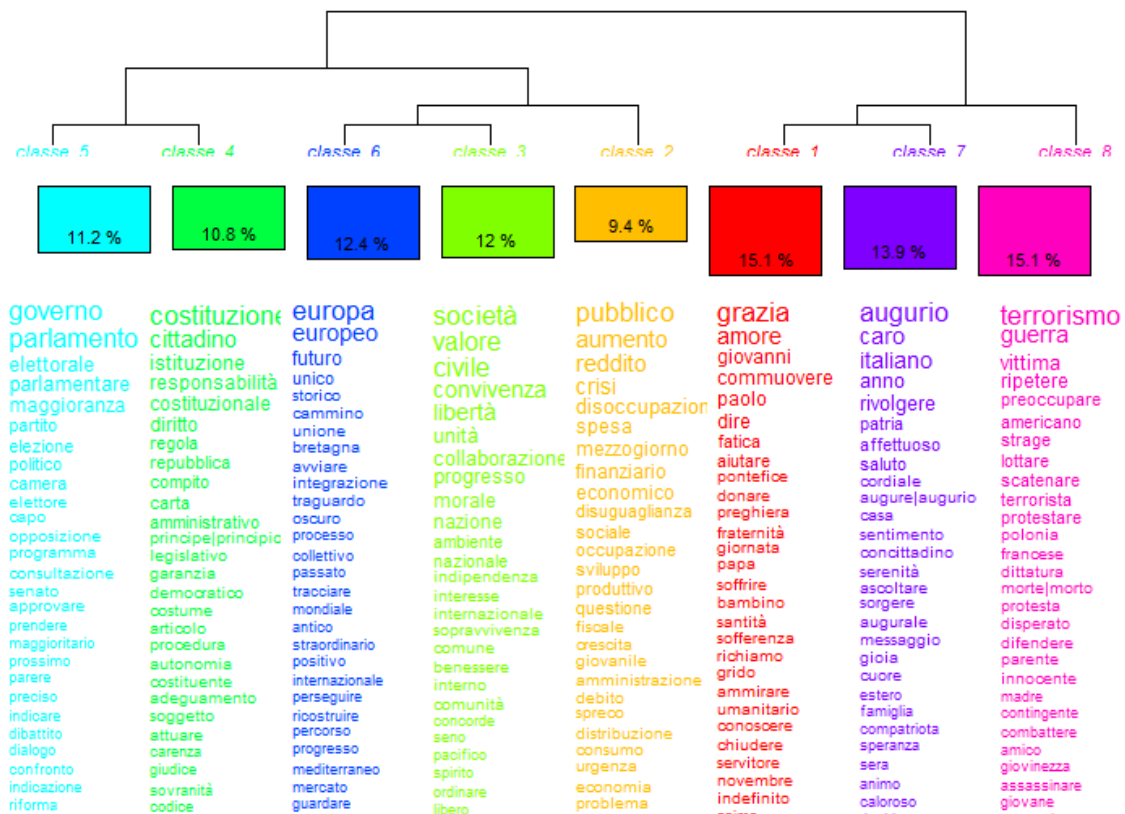 classe 5
classe 4
classe 6
classe 3
classe 2
classe 1
classe 7
classe 8
11.2 %
10.8 %
12.4 %
12 %
9.4 %
15.1 %
13.9 %
15.1 %
governo
parlamento
elettorale
parlamentare
maggioranza
partito
elezione
politico
camera
elettore
capo
opposizione
programma
consultazione
senato
approvare
prendere
maggioritario
prossimo
parere
preciso
indicare
dibattito
dialogo
confronto
indicazione
riforma
costituzione
cittadino
istituzione
responsabilità
costituzionale
diritto
regola
repubblica
compito
carta
amministrativo
principe|principio
legislativo
garanzia
democratico
costume
articolo
procedura
autonomia
costituente
adeguamento
soggetto
attuare
carenza
giudice
sovranità
codice
europa
europeo
futuro
unico
storico
cammino
unione
bretagna
avviare
integrazione
traguardo
oscuro
processo
collettivo
passato
tracciare
mondiale
antico
straordinario
positivo
internazionale
perseguire
ricostruire
percorso
progresso
mediterraneo
mercato
guardare
società
valore
civile
convivenza
libertà
unità
collaborazione
progresso
morale
nazione
ambiente
nazionale
indipendenza
interesse
internazionale
sopravvivenza
comune
benessere
interno
comunità
concorde
seno
pacifico
spirito
ordinare
libero
pubblico
aumento
reddito
crisi
disoccupazion
spesa
mezzogiorno
finanziario
economico
disuguaglianza
sociale
occupazione
sviluppo
produttivo
questione
fiscale
crescita
giovanile
amministrazione
debito
spreco
distribuzione
consumo
urgenza
economia
problema
grazia
amore
giovanni
commuovere
paolo
dire
fatica
aiutare
pontefice
donare
preghiera
fraternità
giornata
papa
soffrire
bambino
santità
sofferenza
richiamo
grido
ammirare
umanitario
conoscere
chiudere
servitore
novembre
indefinito
augurio
caro
italiano
anno
rivolgere
patria
affettuoso
saluto
cordiale
augure|augurio
casa
sentimento
concittadino
serenità
ascoltare
sorgere
augurale
messaggio
gioia
cuore
estero
famiglia
compatriota
speranza
sera
animo
caloroso
terrorismo
guerra
vittima
ripetere
preoccupare
americano
strage
lottare
scatenare
terrorista
protestare
polonia
francese
dittatura
morte|morto
protesta
disperato
difendere
parente
innocente
madre
contingente
combattere
amico
giovinezza
assassinare
giovane